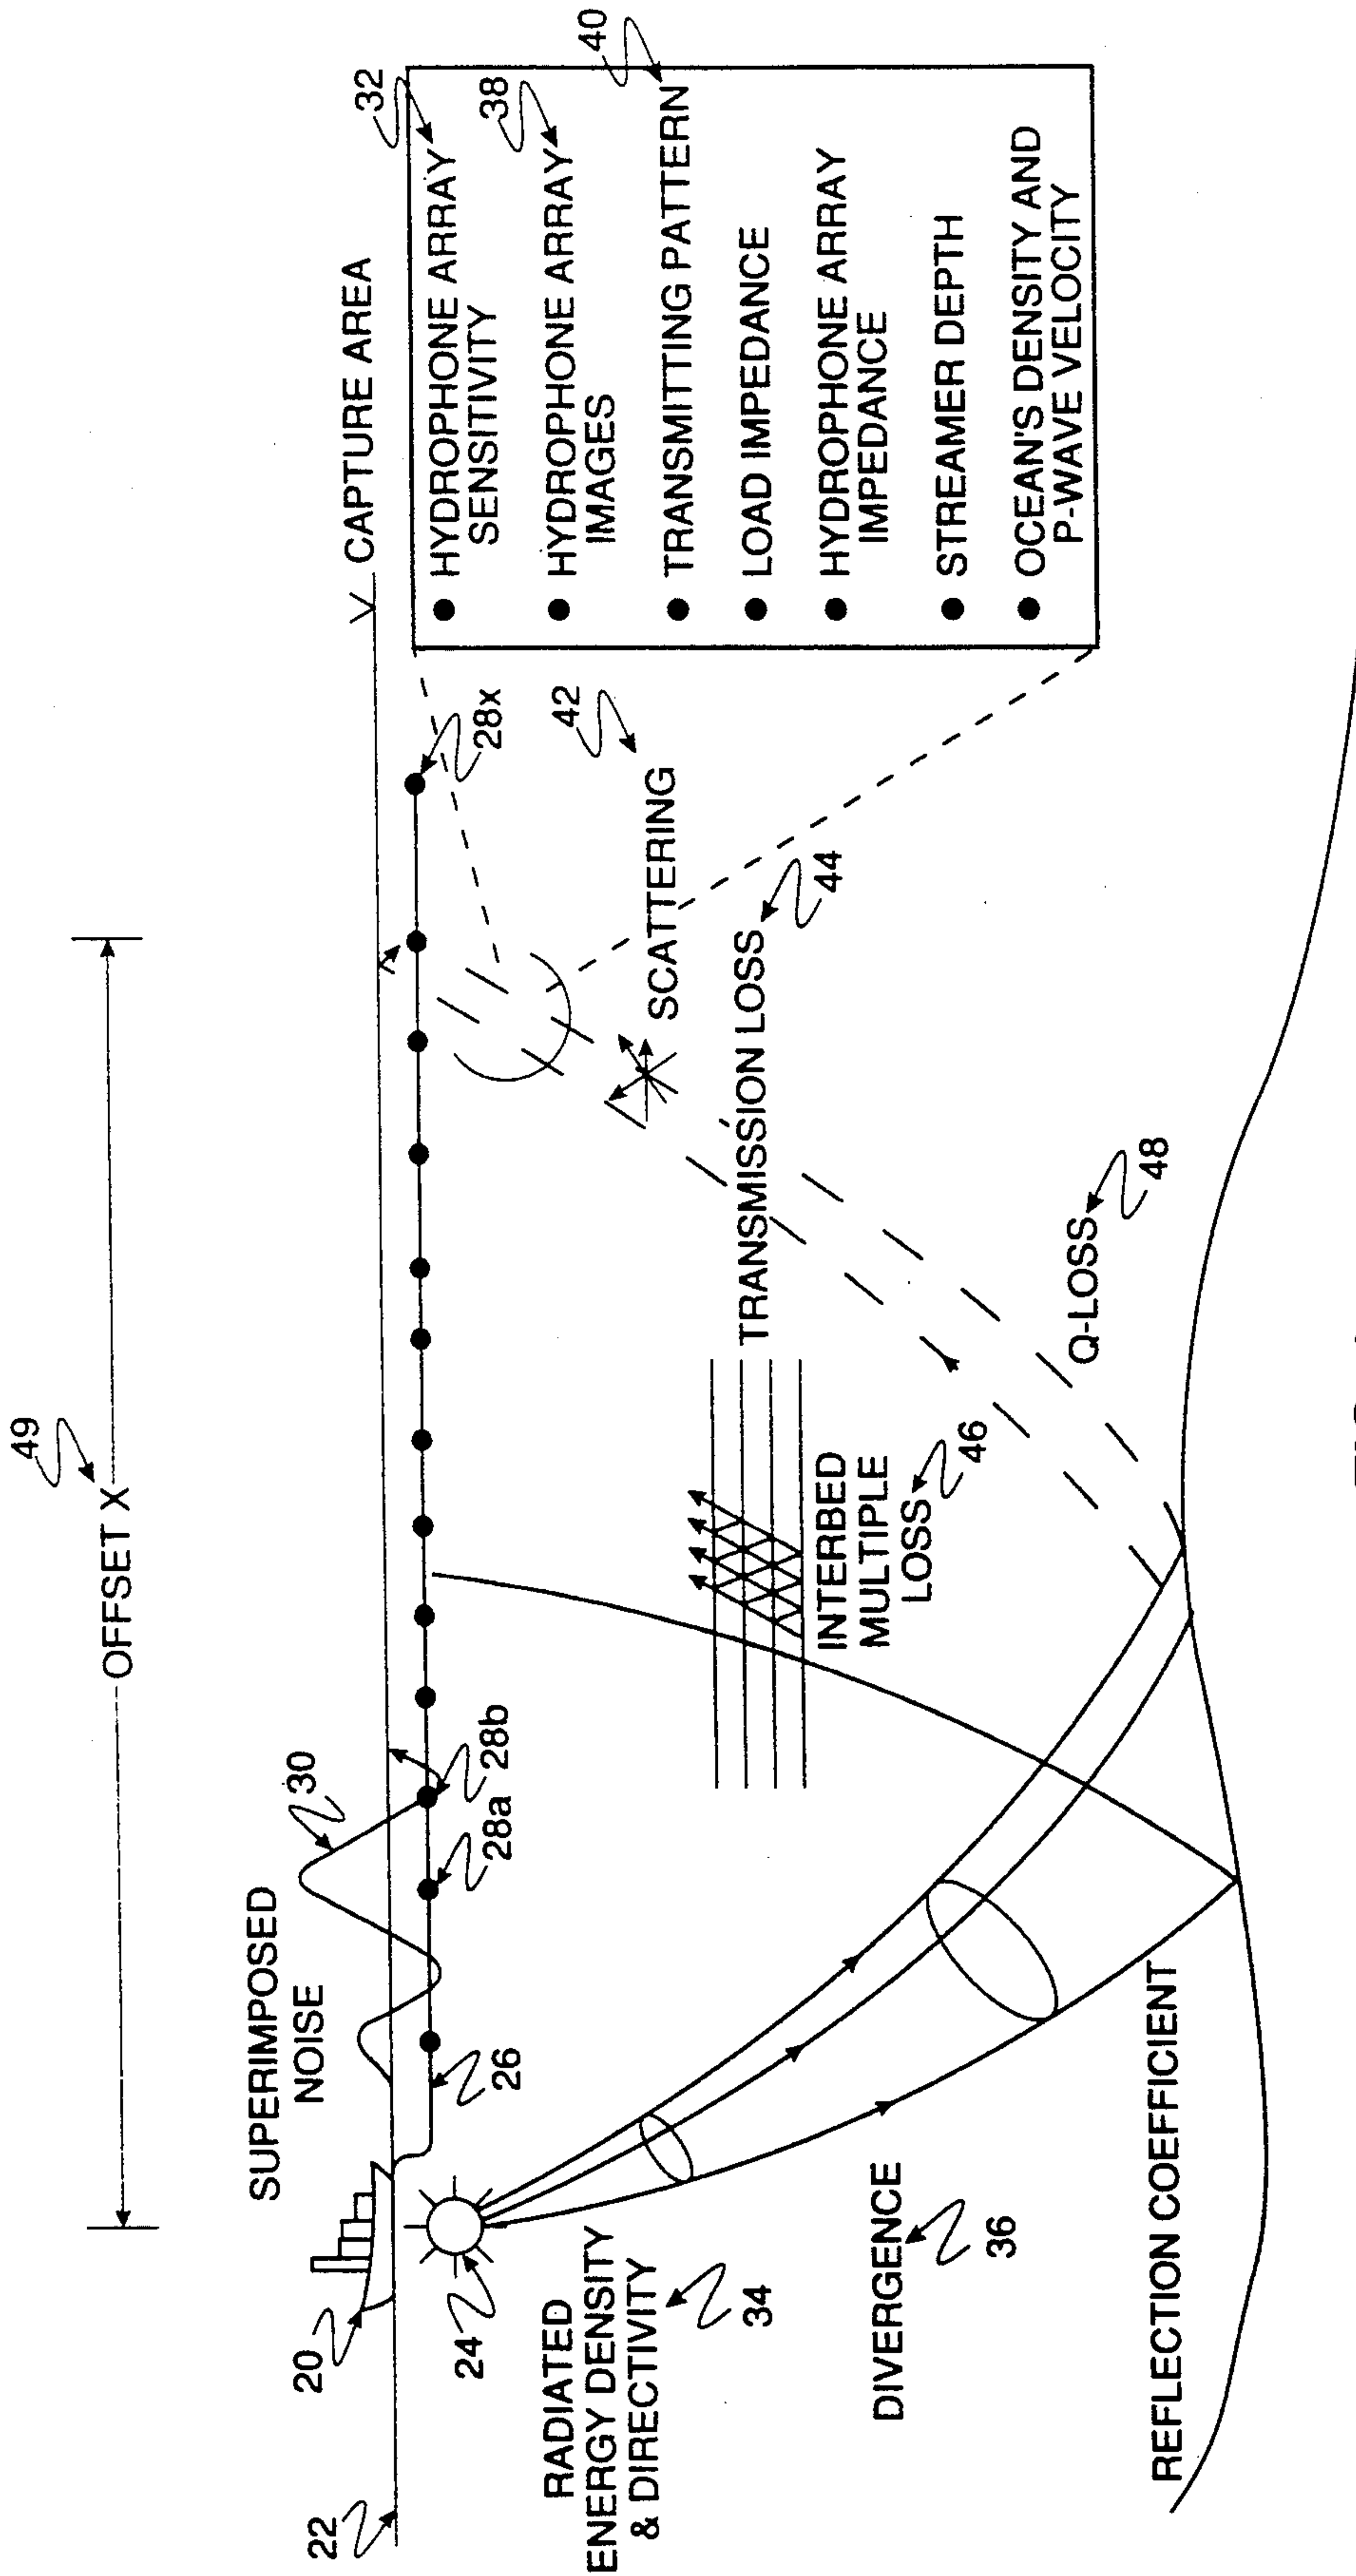 49
OFFSET X
SUPERIMPOSED
NOISE
30
CAPTURE AREA
20
22
24
26
28a
28b
28x
32
● HYDROPHONE ARRAY
SENSITIVITY
38
● HYDROPHONE ARRAY
IMAGES
40
● TRANSMITTING PATTERN
● LOAD IMPEDANCE
● HYDROPHONE ARRAY
IMPEDANCE
● STREAMER DEPTH
● OCEAN'S DENSITY AND
P-WAVE VELOCITY
RADIATED
ENERGY DENSITY
& DIRECTIVITY
34
42
SCATTERING
TRANSMISSION LOSS
44
INTERBED
MULTIPLE
LOSS
46
DIVERGENCE
36
Q-LOSS
48
REFLECTION COEFFICIENT